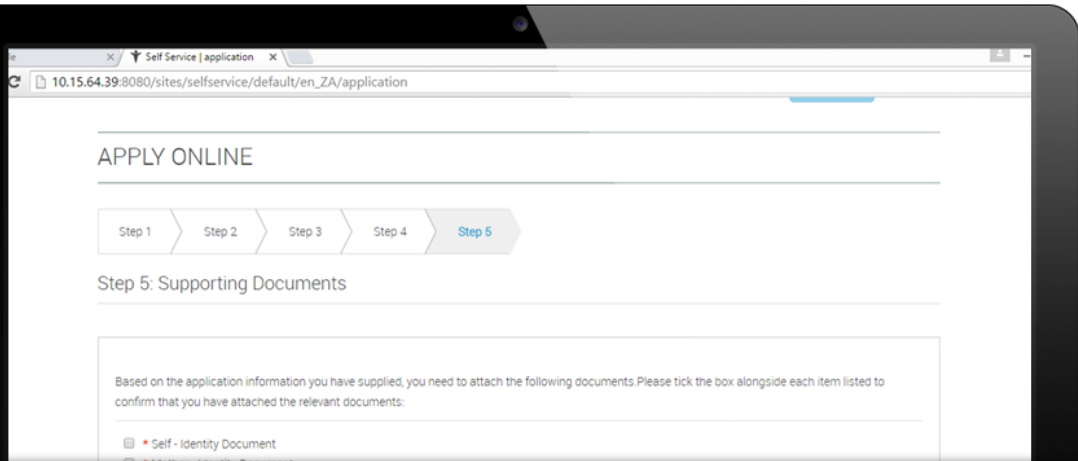 Self Service | application
10.15.64.39:8080/sites/selfservice/default/en_ZA/application
APPLY ONLINE
Step 1
Step 2
Step 3
Step 4
Step 5
Step 5: Supporting Documents
Based on the application information you have supplied, you need to attach the following documents.Please tick the box alongside each item listed to
confirm that you have attached the relevant documents:
* Self - Identity Document